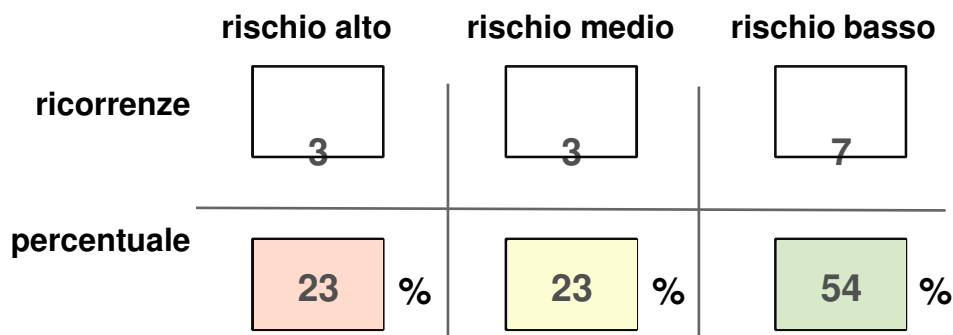 rischio alto rischio medio rischio basso
ricorrenze
3 3 7
percentuale
23 % 23 % 54 %